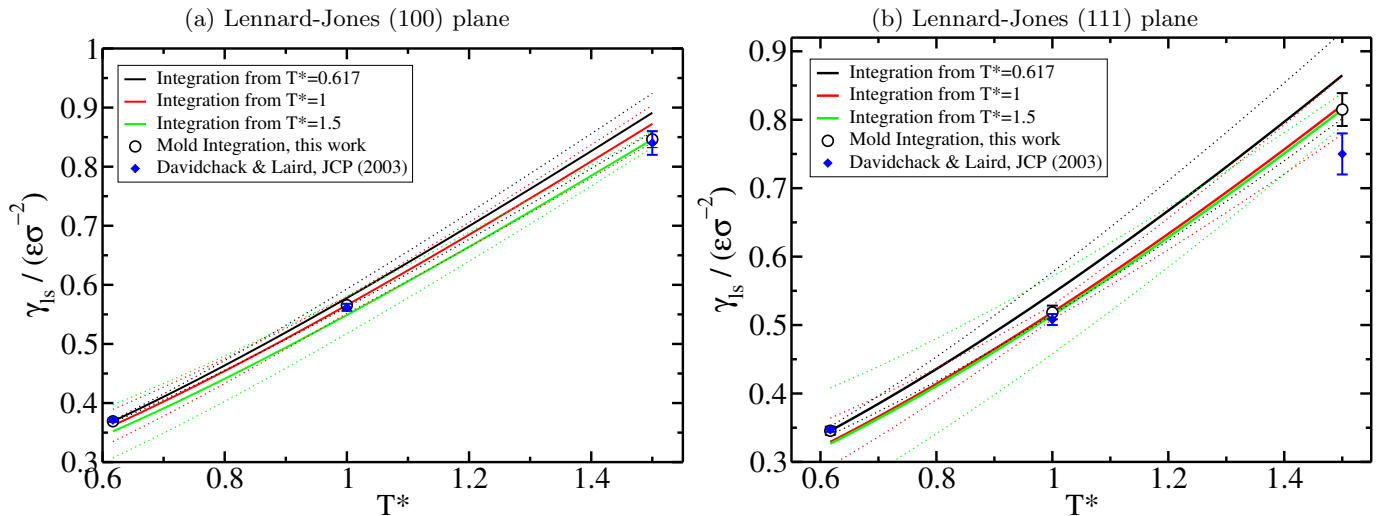 (a) Lennard-Jones (100) plane
1
0.9
0.8
0.7
0.6
0.5
0.4
0.3
γls / (εσ−2)
Integration from T*=0.617
Integration from T*=1
Integration from T*=1.5
Mold Integration, this work
Davidchack & Laird, JCP (2003)
0.6 0.8 1 1.2 1.4
T*
(b) Lennard-Jones (111) plane
0.9
0.8
0.7
0.6
0.5
0.4
0.3
γls / (εσ−2)
Integration from T*=0.617
Integration from T*=1
Integration from T*=1.5
Mold Integration, this work
Davidchack & Laird, JCP (2003)
0.6 0.8 1 1.2 1.4
T*